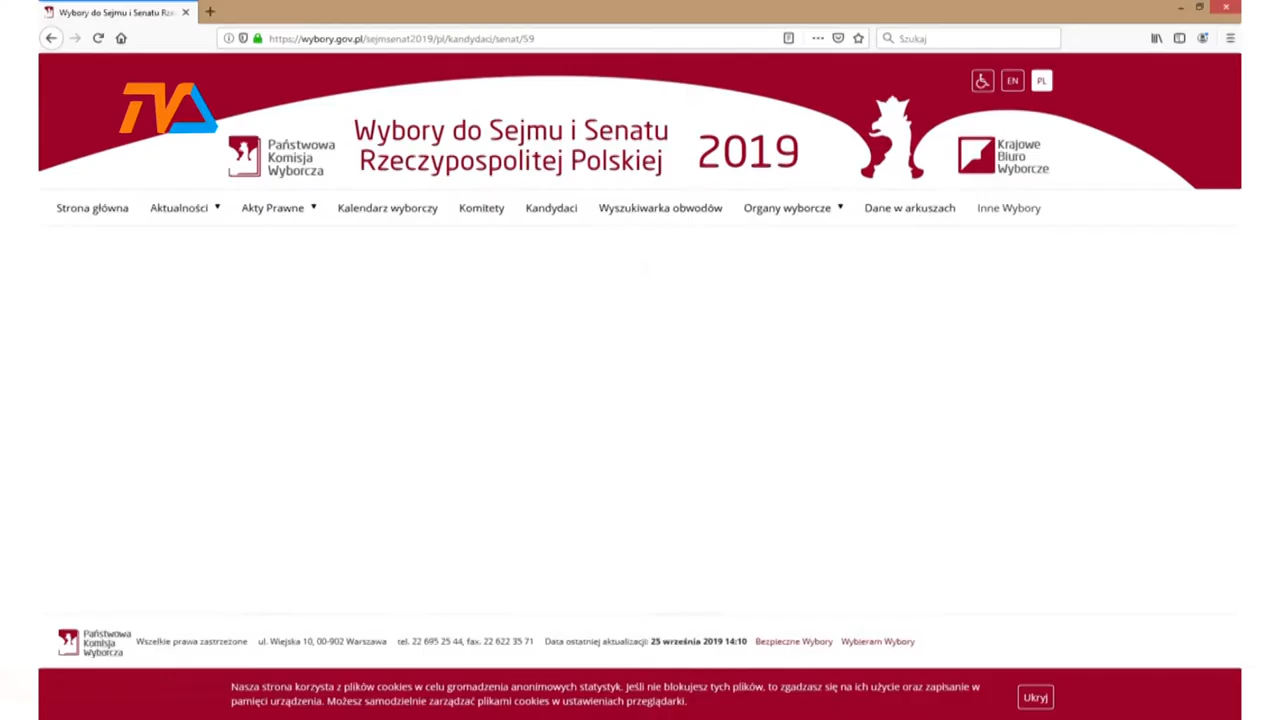 Wybory do Sejmu i Senatu Rze
https://wybory.gov.pl/sejmsenat2019/pl/kandydaci/senat/59
Szukaj
TVA
EN
PL
Państwowa
Komisja
Wyborcza
Wybory do Sejmu i Senatu
Rzeczypospolitej Polskiej
2019
Krajowe
Biuro
Wyborcze
Strona główna Aktualności Akty Prawne Kalendarz wyborczy Komitety Kandydaci Wyszukiwarka obwodów Organy wyborcze Dane w arkuszach Inne Wybory
Państwowa
Komisja
Wyborcza
Wszelkie prawa zastrzeżone ul. Wiejska 10, 00-902 Warszawa tel. 22 695 25 44, fax. 22 622 35 71 Data ostatniej aktualizacji: 25 września 2019 14:10 Bezpieczne Wybory Wybieram Wybory
Nasza strona korzysta z plików cookies w celu gromadzenia anonimowych statystyk. Jeśli nie blokujesz tych plików, to zgadzasz się na ich użycie oraz zapisanie w
pamięci urządzenia. Możesz samodzielnie zarządzać plikami cookies w ustawieniach przeglądarki.
Ukryj